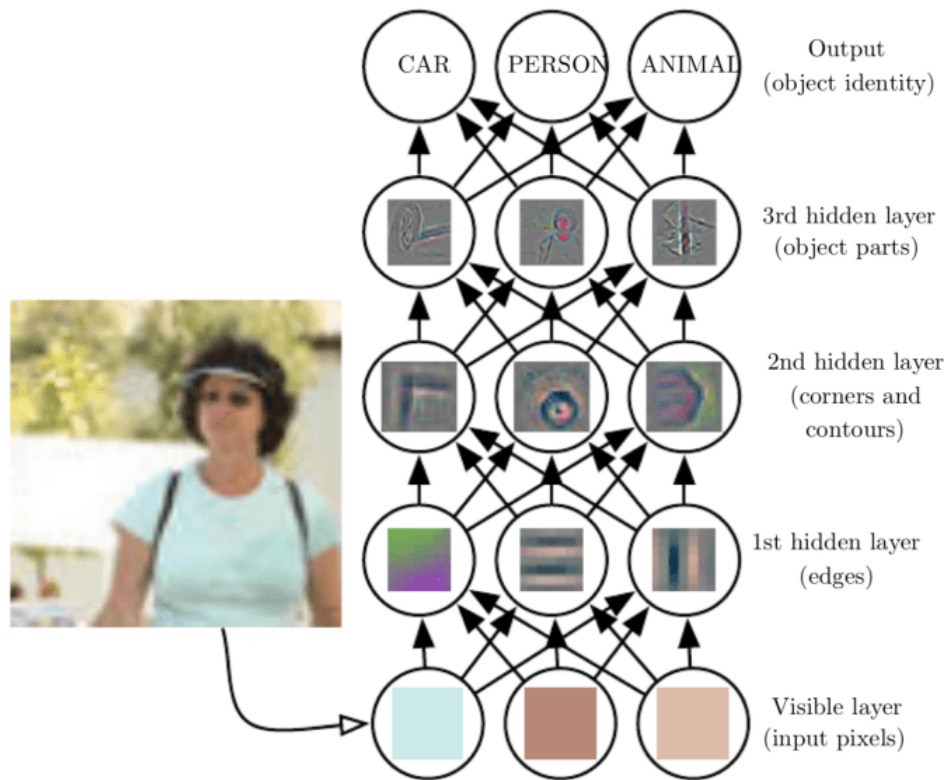 CAR PERSON ANIMAL
Output
(object identity)
3rd hidden layer
(object parts)
2nd hidden layer
(corners and
contours)
1st hidden layer
(edges)
Visible layer
(input pixels)